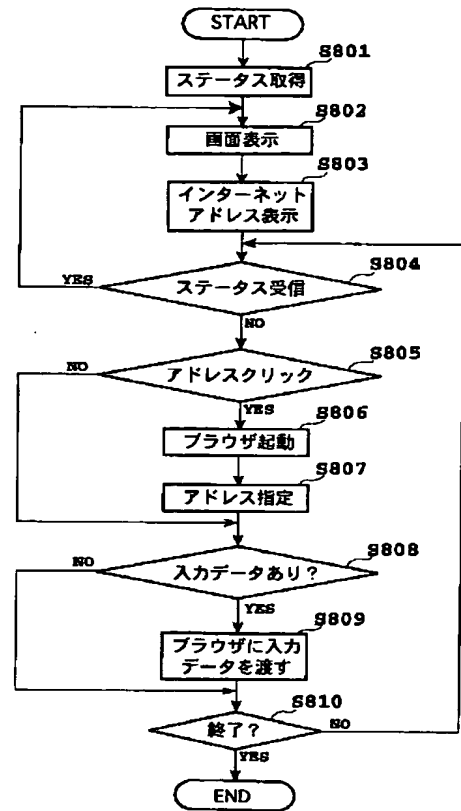 START
S801
ステータス取得
S802
画面表示
S803
インターネット
アドレス表示
S804
YES
ステータス受信
NO
S805
NO
アドレスクリック
YES
S806
ブラウザ起動
S807
アドレス指定
S808
NO
入力データあり?
YES
S809
ブラウザに入力
データを渡す
S810
終了?
NO
YES
END